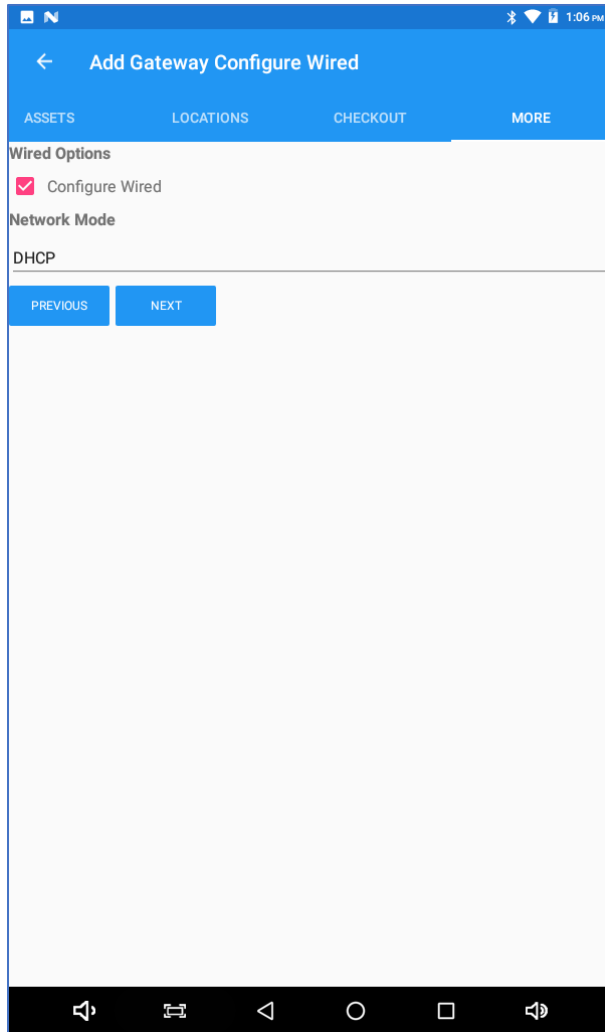 1:06 PM
Add Gateway Configure Wired
ASSETS LOCATIONS CHECKOUT MORE
Wired Options
Configure Wired
Network Mode
DHCP
PREVIOUS NEXT